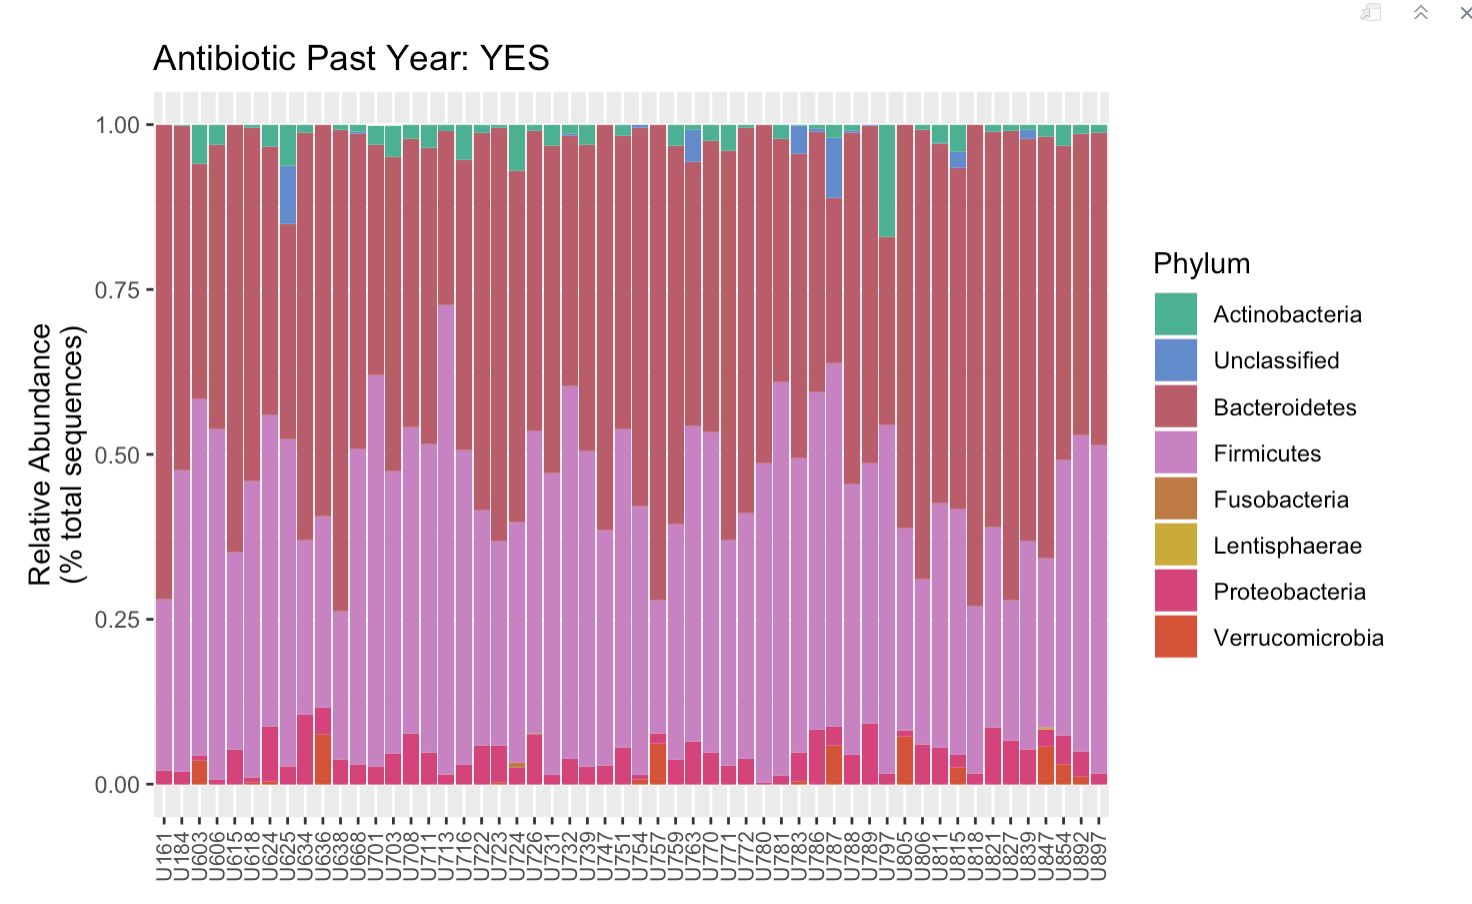 Antibiotic Past Year: YES
1.00
0.75
0.50
0.25
0.00
Relative Abundance
(% total sequences)
U161
U184
U603
U606
U615
U618
U624
U625
U634
U636
U638
U668
U701
U703
U708
U711
U713
U716
U722
U723
U724
U726
U731
U732
U739
U747
U751
U754
U757
U759
U763
U770
U771
U772
U780
U781
U783
U786
U787
U788
U789
U797
U805
U806
U811
U815
U818
U821
U827
U839
U847
U854
U892
U897
Phylum
Actinobacteria
Unclassified
Bacteroidetes
Firmicutes
Fusobacteria
Lentisphaerae
Proteobacteria
Verrucomicrobia